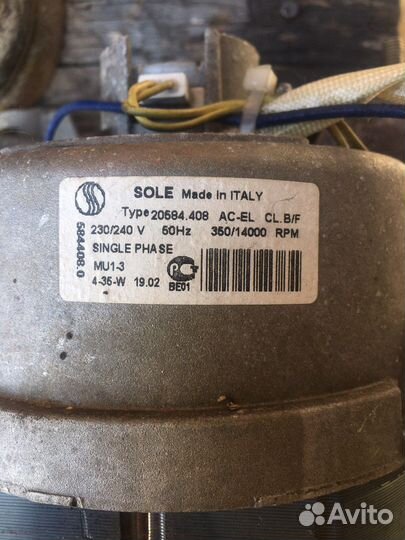 SOLE Made in ITALY
Type 20584.408 AC-EL CL.B/F
230/240 V 50Hz 350/14000 RPM
SINGLE PHASE
MU1-3
4-35-W 19.02
BE01
584408.0
Avito